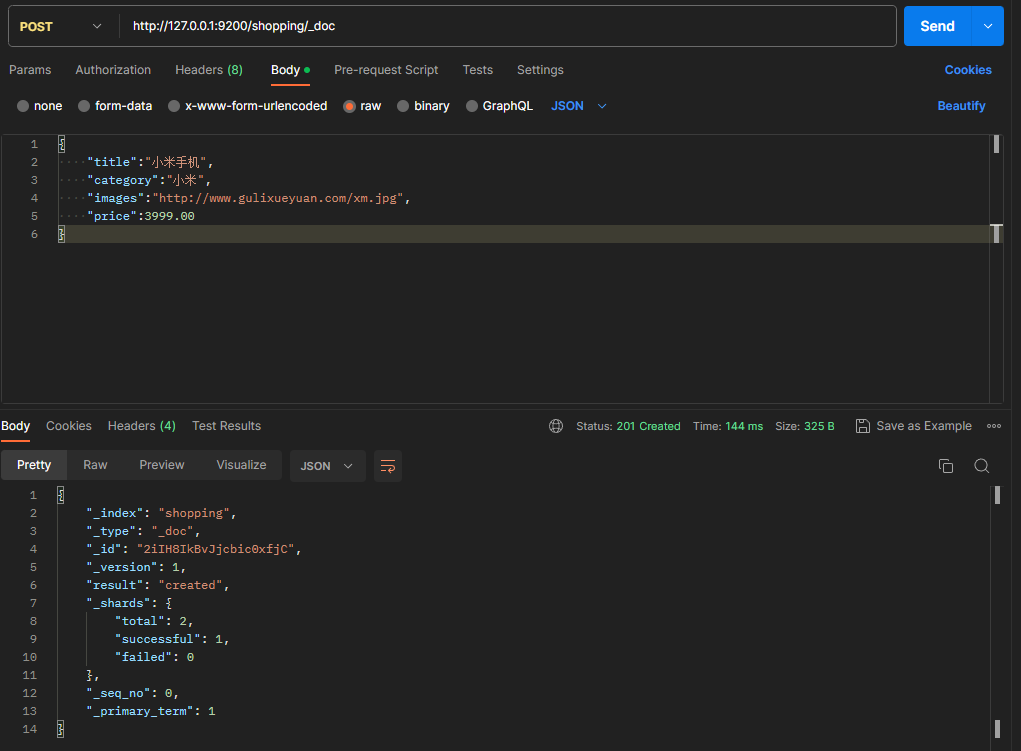 POST http://127.0.0.1:9200/shopping/_doc Send
Params Authorization Headers (8) Body Pre-request Script Tests Settings Cookies
none form-data x-www-form-urlencoded raw binary GraphQL JSON Beautify
1 {
2 "title":"小米手机",
3 "category":"小米",
4 "images":"http://www.gulixueyuan.com/xm.jpg",
5 "price":3999.00
6 }
Body Cookies Headers (4) Test Results Status: 201 Created Time: 144 ms Size: 325 B Save as Example
Pretty Raw Preview Visualize JSON
1 {
2 "_index": "shopping",
3 "_type": "_doc",
4 "_id": "2iIH8IkBvJjcbic0xfjC",
5 "_version": 1,
6 "result": "created",
7 "_shards": {
8 "total": 2,
9 "successful": 1,
10 "failed": 0
11 },
12 "_seq_no": 0,
13 "_primary_term": 1
14 }